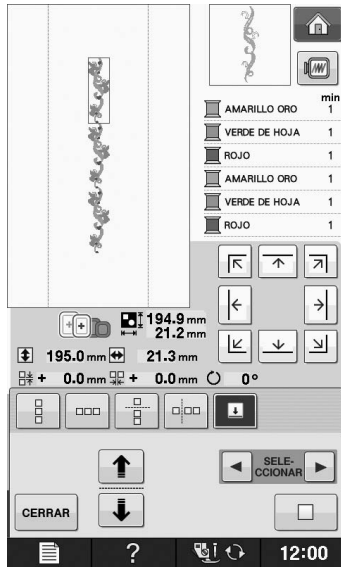 min
AMARILLO ORO 1
VERDE DE HOJA 1
ROJO 1
AMARILLO ORO 1
VERDE DE HOJA 1
ROJO 1
194.9 mm
21.2 mm
195.0 mm 21.3 mm
+ 0.0 mm + 0.0 mm 0°
SELE-
CCIONAR
CERRAR
? 12:00